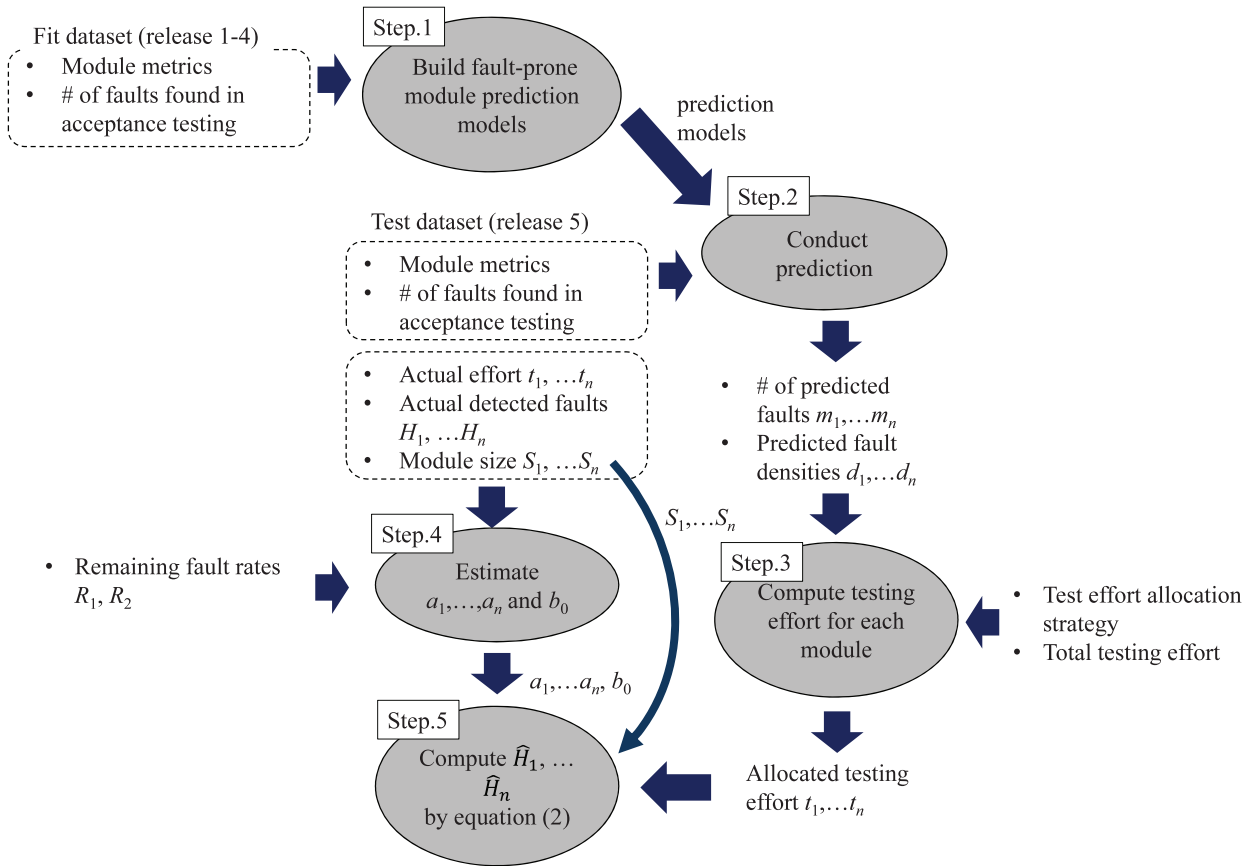 Fit dataset (release 1-4)
• Module metrics
• # of faults found in
acceptance testing
Step.1
Build fault-prone
module prediction
models
prediction
models
Step.2
Conduct
prediction
Test dataset (release 5)
• Module metrics
• # of faults found in
acceptance testing
• Actual effort t₁, …tₙ
• Actual detected faults
H₁, …Hₙ
• Module size S₁, …Sₙ
• # of predicted
faults m₁,…mₙ
• Predicted fault
densities d₁,…dₙ
S₁,…Sₙ
Step.3
Compute testing
effort for each
module
• Test effort allocation
strategy
• Total testing effort
Step.4
Estimate
a₁,…,aₙ and b₀
• Remaining fault rates
R₁, R₂
a₁,…aₙ, b₀
Step.5
Compute Ĥ₁, …
Ĥₙ
by equation (2)
Allocated testing
effort t₁,…tₙ